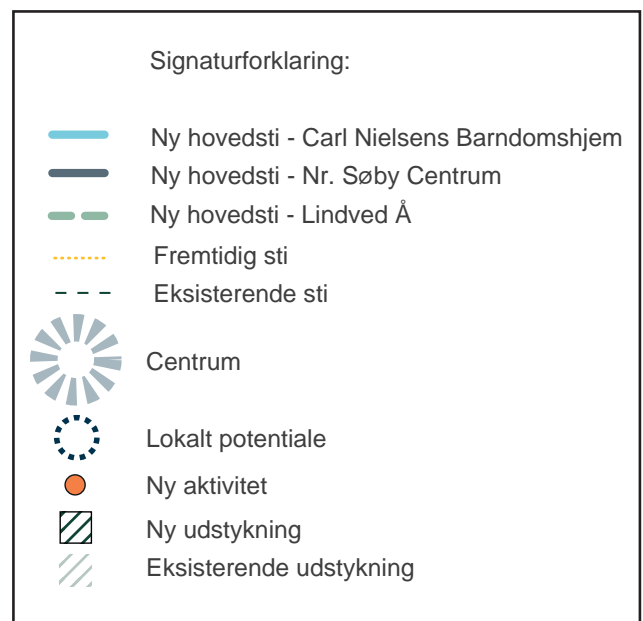 Signaturforklaring:
Ny hovedsti - Carl Nielsens Barndomshjem
Ny hovedsti - Nr. Søby Centrum
Ny hovedsti - Lindved Å
Fremtidig sti
Eksisterende sti
Centrum
Lokalt potentiale
Ny aktivitet
Ny udstykning
Eksisterende udstykning